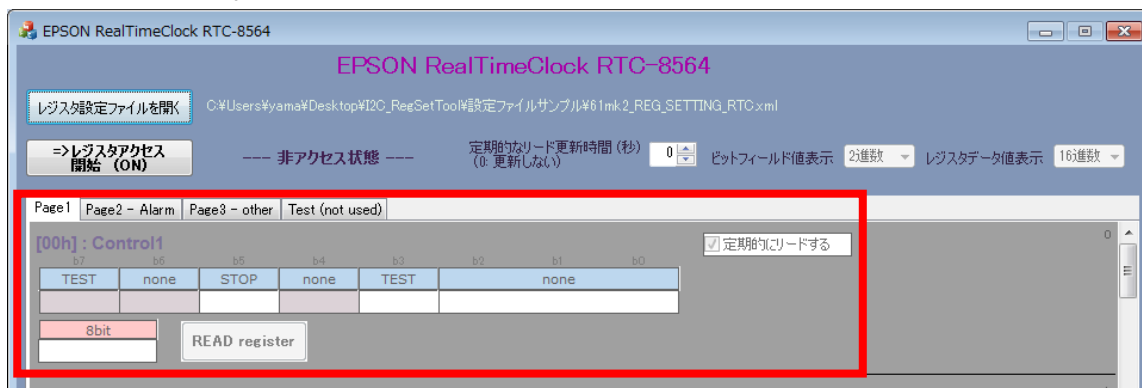 EPSON RealTimeClock RTC-8564
EPSON RealTimeClock RTC-8564
レジスタ設定ファイルを開く
C:¥Users¥yama¥Desktop¥I2C_RegSetTool¥設定ファイルサンプル¥61mk2_REG_SETTING_RTC.xml
=>レジスタアクセス
開始 (ON)
--- 非アクセス状態 ---
定期的なリード更新時間 (秒)
(0: 更新しない)
0
ビットフィールド値表示
2進数
レジスタデータ値表示
16進数
Page1
Page2 - Alarm
Page3 - other
Test (not used)
[00h] : Control1
定期的にリードする
0
b7 b6 b5 b4 b3 b2 b1 b0
TEST none STOP none TEST none
8bit
READ register